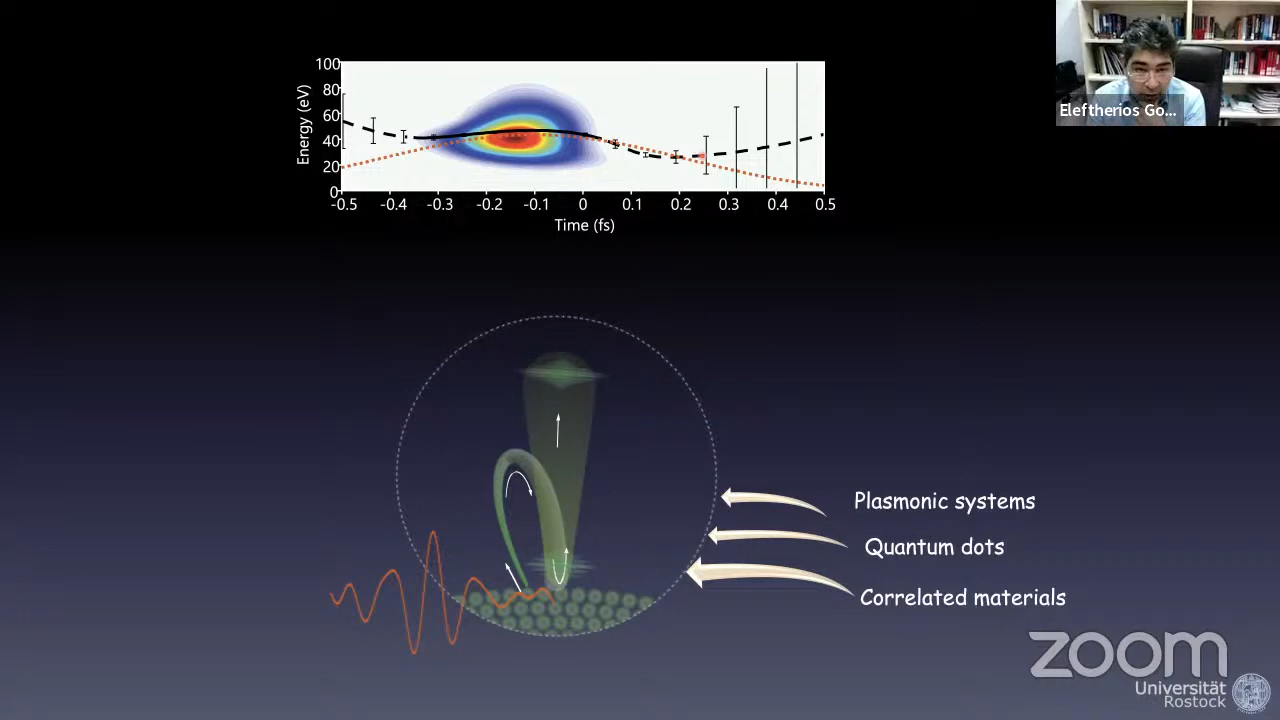 Energy (eV)
100
80
60
40
20
0
-0.5 -0.4 -0.3 -0.2 -0.1 0 0.1 0.2 0.3 0.4 0.5
Time (fs)
Eleftherios Go...
Plasmonic systems
Quantum dots
Correlated materials
zoom
Universität
Rostock